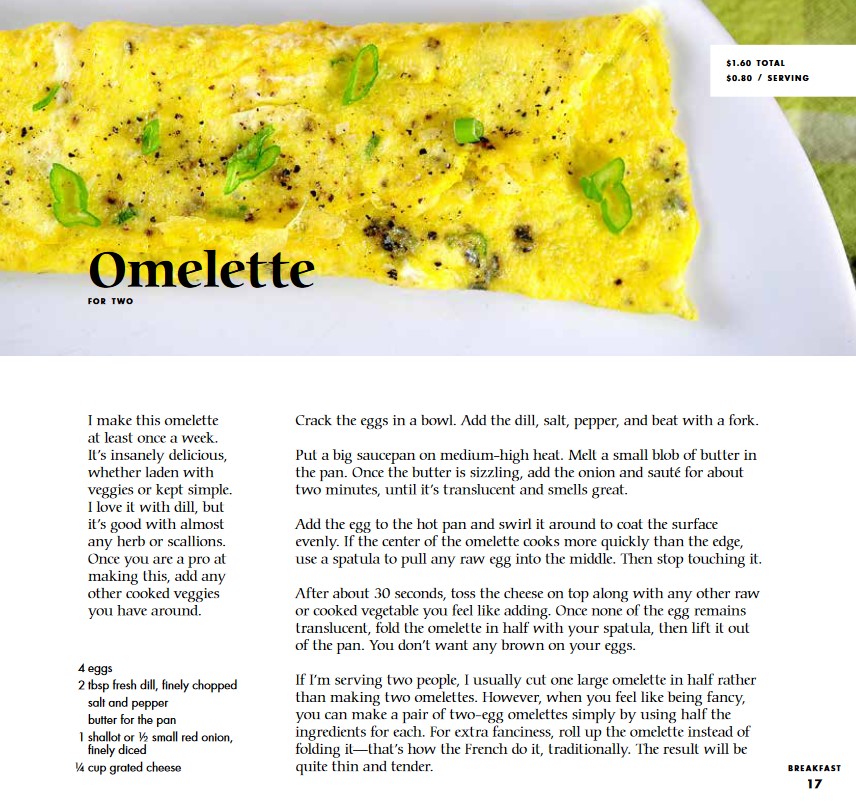 $1.60 TOTAL
$0.80 / SERVING
Omelette
FOR TWO
I make this omelette
at least once a week.
It’s insanely delicious,
whether laden with
veggies or kept simple.
I love it with dill, but
it’s good with almost
any herb or scallions.
Once you are a pro at
making this, add any
other cooked veggies
you have around.
4 eggs
2 tbsp fresh dill, finely chopped
salt and pepper
butter for the pan
1 shallot or ½ small red onion,
finely diced
¼ cup grated cheese
Crack the eggs in a bowl. Add the dill, salt, pepper, and beat with a fork.
Put a big saucepan on medium-high heat. Melt a small blob of butter in
the pan. Once the butter is sizzling, add the onion and sauté for about
two minutes, until it’s translucent and smells great.
Add the egg to the hot pan and swirl it around to coat the surface
evenly. If the center of the omelette cooks more quickly than the edge,
use a spatula to pull any raw egg into the middle. Then stop touching it.
After about 30 seconds, toss the cheese on top along with any other raw
or cooked vegetable you feel like adding. Once none of the egg remains
translucent, fold the omelette in half with your spatula, then lift it out
of the pan. You don’t want any brown on your eggs.
If I’m serving two people, I usually cut one large omelette in half rather
than making two omelettes. However, when you feel like being fancy,
you can make a pair of two-egg omelettes simply by using half the
ingredients for each. For extra fanciness, roll up the omelette instead of
folding it—that’s how the French do it, traditionally. The result will be
quite thin and tender.
BREAKFAST
17